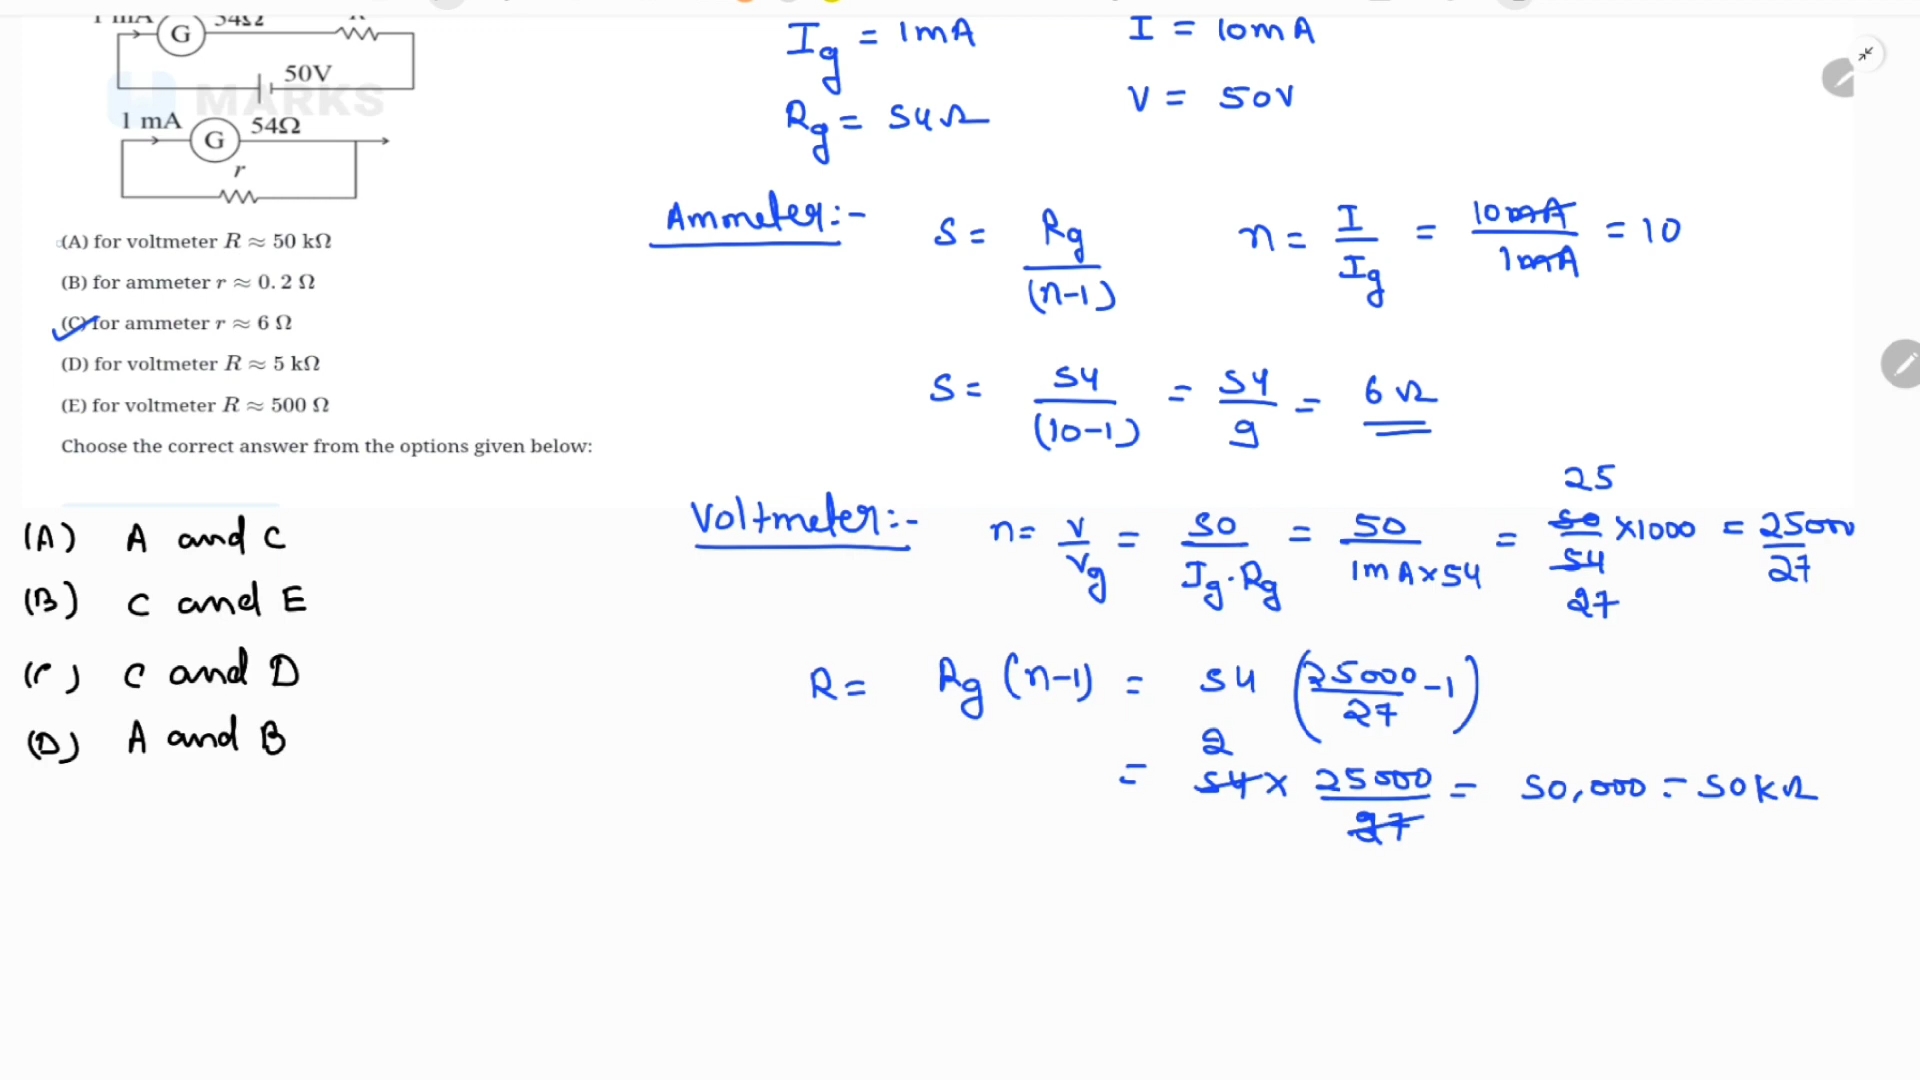 1 mA G 54Ω R
50V
MARKS
1 mA G 54Ω
r
(A) for voltmeter R ≈ 50 kΩ
(B) for ammeter r ≈ 0.2 Ω
(C) for ammeter r ≈ 6 Ω
(D) for voltmeter R ≈ 5 kΩ
(E) for voltmeter R ≈ 500 Ω
Choose the correct answer from the options given below:
(A) A and C
(B) C and E
(C) C and D
(D) A and B
Ig = 1mA I = 10mA
Rg = 54Ω V = 50V
Ammeter:- S = Rg/(n-1) n = I/Ig = 10mA/1mA = 10
S = 54/(10-1) = 54/9 = 6Ω
Voltmeter:- n = V/Vg = 50/Ig·Rg = 50/1mA×54 = 50/54 ×1000 = 25000/27
25
27
R = Rg (n-1) = 54 (25000/27 -1)
2
= 54× 25000/27 = 50,000 = 50kΩ